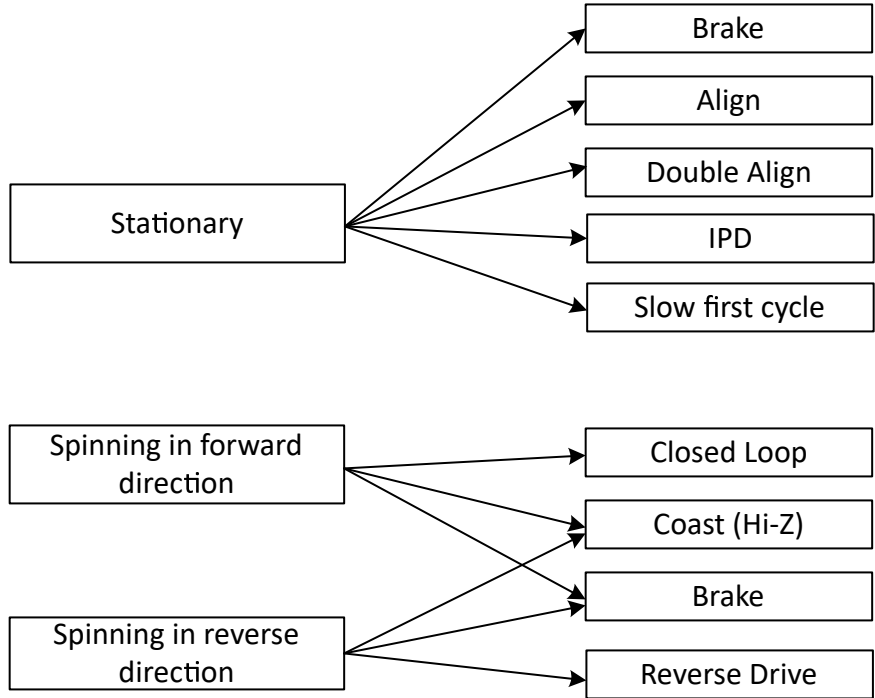 Brake
Align
Double Align
Stationary
IPD
Slow first cycle
Spinning in forward
direction
Closed Loop
Coast (Hi-Z)
Brake
Spinning in reverse
direction
Reverse Drive